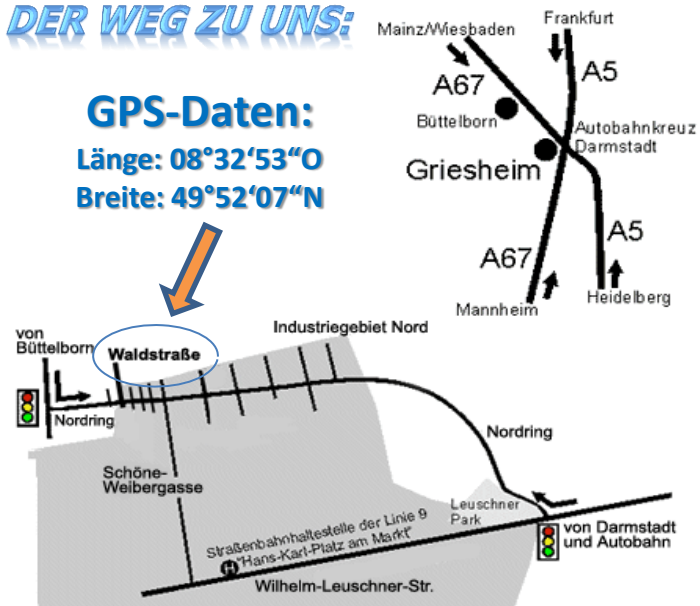 DER WEG ZU UNS:
GPS-Daten:
Länge: 08°32‘53“O
Breite: 49°52‘07“N
Mainz/Wiesbaden
Frankfurt
A67
A5
Büttelborn
Autobahnkreuz
Darmstadt
Griesheim
A67
A5
Mannheim
Heidelberg
von
Büttelborn
Waldstraße
Industriegebiet Nord
Nordring
Nordring
Schöne-
Weibergasse
Leuschner
Park
Straßenbahnhaltestelle der Linie 9
"Hans-Karl-Platz am Markt"
H
von Darmstadt
und Autobahn
Wilhelm-Leuschner-Str.